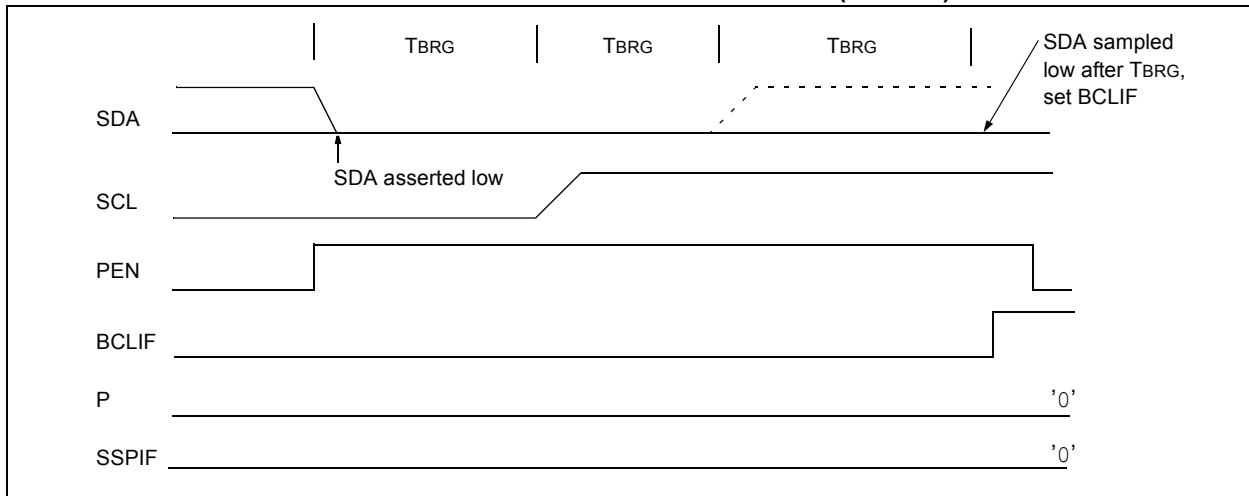 TBRG TBRG TBRG
SDA sampled
low after TBRG,
set BCLIF
SDA
SDA asserted low
SCL
PEN
BCLIF
P '0'
SSPIF '0'